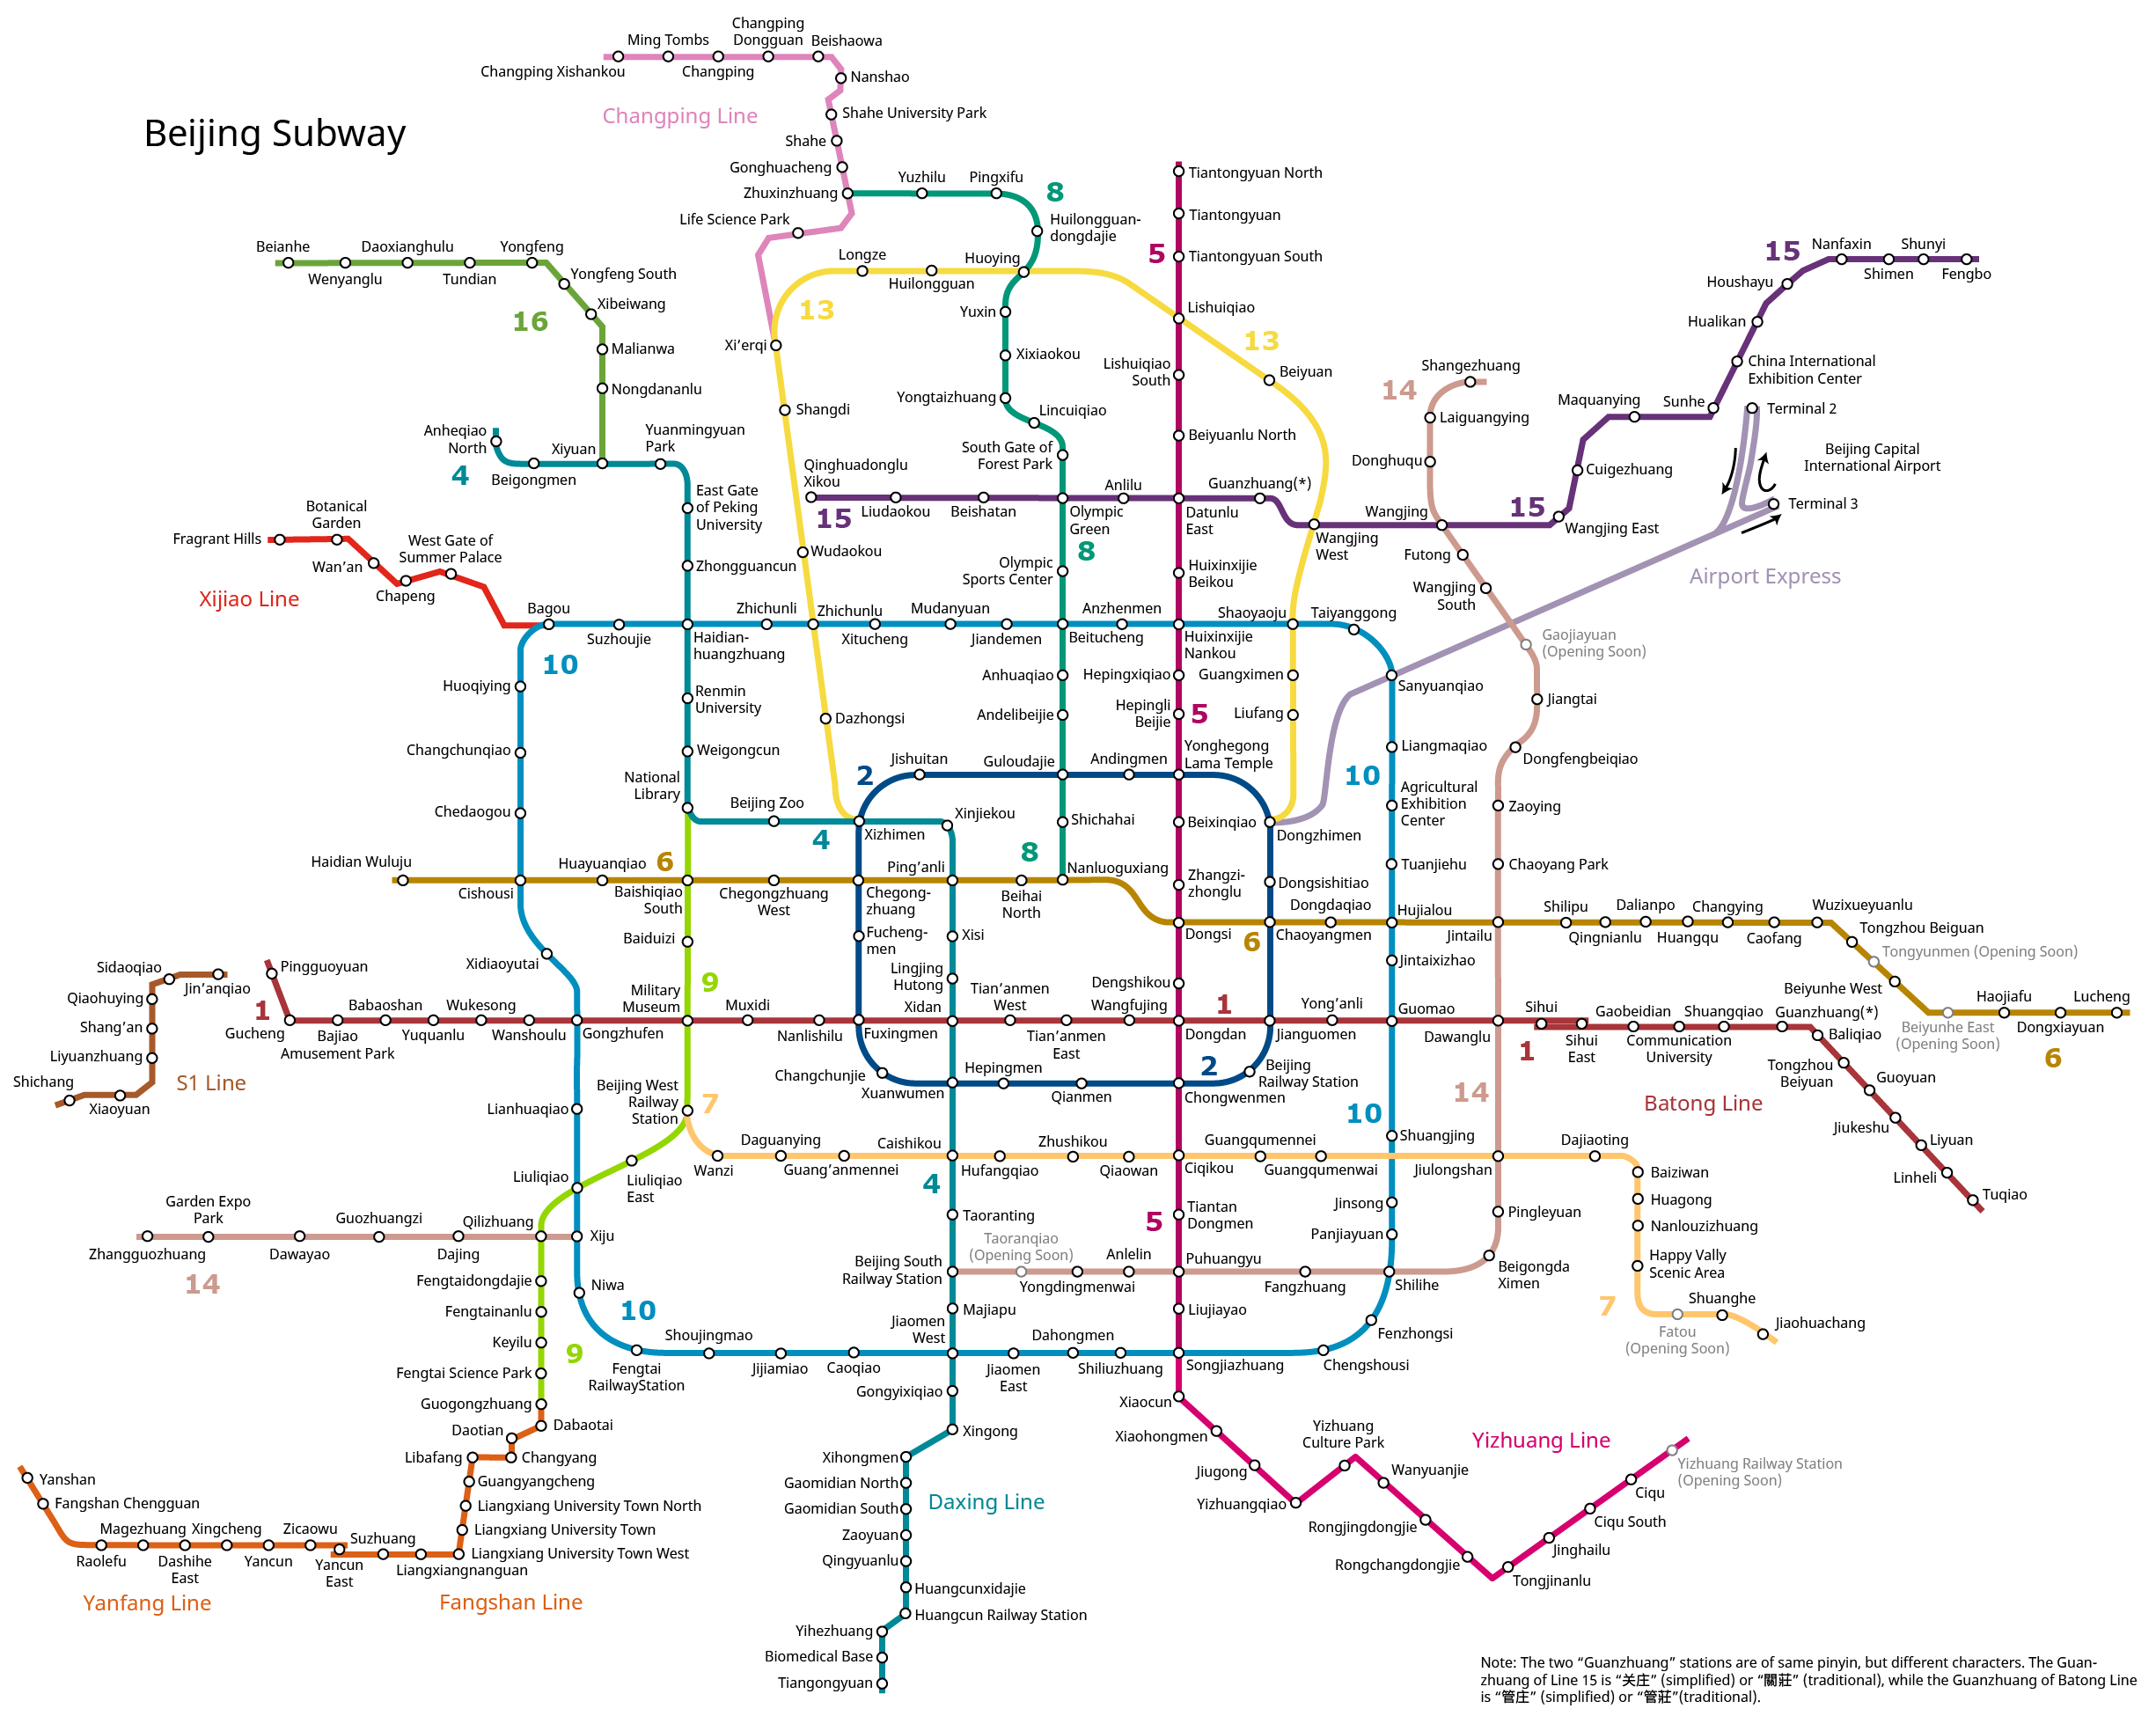 Beijing Subway
Changping
Dongguan
Ming Tombs
Beishaowa
Changping Xishankou
Changping
Nanshao
Changping Line
Shahe University Park
Shahe
Gonghuacheng
Zhuxinzhuang
Yuzhilu
Pingxifu
8
Life Science Park
Huilongguan-
dongdajie
Tiantongyuan North
Tiantongyuan
5
Tiantongyuan South
Beianhe
Daoxianghulu
Yongfeng
Wenyanglu
Tundian
Yongfeng South
Xibeiwang
16
Malianwa
Nongdananlu
Longze
Huoying
Huilongguan
13
Yuxin
Lishuiqiao
13
Xi’erqi
Xixiaokou
Lishuiqiao
South
Beiyuan
Shangdi
Yongtaizhuang
Lincuiqiao
15
Nanfaxin
Shunyi
Shimen
Fengbo
Houshayu
Hualikan
China International
Exhibition Center
Shangezhuang
14
Laiguangying
Maquanying
Sunhe
Terminal 2
Beijing Capital
International Airport
Donghuqu
Cuigezhuang
Terminal 3
Anheqiao
North
Xiyuan
Yuanmingyuan
Park
4
Beigongmen
South Gate of
Forest Park
Beiyuanlu North
Qinghuadonglu
Xikou
15
Liudaokou
Beishatan
Olympic
Green
Anlilu
Datunlu
East
Guanzhuang(*)
Wangjing
West
Wangjing
15
Wangjing East
East Gate
of Peking
University
Botanical
Garden
Fragrant Hills
West Gate of
Summer Palace
Wan’an
Chapeng
Xijiao Line
8
Wudaokou
Zhongguancun
Olympic
Sports Center
Huixinxijie
Beikou
Futong
Wangjing
South
Airport Express
Bagou
Suzhoujie
Haidian-
huangzhuang
Zhichunli
Zhichunlu
Xitucheng
Mudanyuan
Jiandemen
Beitucheng
Anzhenmen
Huixinxijie
Nankou
Shaoyaoju
Taiyanggong
Gaojiayuan
(Opening Soon)
10
Huoqiying
Renmin
University
Anhuaqiao
Hepingxiqiao
Guangximen
Sanyuanqiao
Jiangtai
Dazhongsi
Andelibeijie
Hepingli
Beijie
5
Liufang
Changchunqiao
Weigongcun
Jishuitan
Guloudajie
Andingmen
Yonghegong
Lama Temple
Liangmaqiao
Dongfengbeiqiao
2
10
National
Library
Beijing Zoo
Chedaogou
Xinjiekou
Xizhimen
4
Shichahai
Beixinqiao
Dongzhimen
Agricultural
Exhibition
Center
Zaoying
8
Haidian Wuluju
Huayuanqiao
6
Ping’anli
Nanluoguxiang
Tuanjiehu
Chaoyang Park
Cishousi
Baishiqiao
South
Chegongzhuang
West
Chegong-
zhuang
Beihai
North
Zhangzi-
zhonglu
Dongsishitiao
Dongdaqiao
Hujialou
Shilipu
Dalianpo
Changying
Wuzixueyuanlu
Tongzhou Beiguan
Dongsi
6
Chaoyangmen
Jintailu
Qingnianlu
Huangqu
Caofang
Tongyunmen (Opening Soon)
Baiduizi
Fucheng-
men
Xisi
Xidiaoyutai
Jintaixizhao
Sidaoqiao
Jin’anqiao
Pingguoyuan
9
Lingjing
Hutong
Dengshikou
Beiyunhe West
Qiaohuying
1
Babaoshan
Wukesong
Military
Museum
Muxidi
Xidan
Tian’anmen
West
Wangfujing
1
Yong’anli
Guomao
Sihui
Gaobeidian
Shuangqiao
Guanzhuang(*)
Haojiafu
Lucheng
Shang’an
Gucheng
Bajiao
Amusement Park
Yuquanlu
Wanshoulu
Gongzhufen
Nanlishilu
Fuxingmen
Tian’anmen
East
Dongdan
Jianguomen
Dawanglu
1
Sihui
East
Communication
University
Baliqiao
Beiyunhe East
(Opening Soon)
Dongxiayuan
6
Liyuanzhuang
Shichang
S1 Line
Xiaoyuan
Changchunjie
Hepingmen
2
Beijing
Railway Station
Tongzhou
Beiyuan
Guoyuan
Xuanwumen
Qianmen
Chongwenmen
14
Batong Line
Beijing West
Railway
Station
7
Lianhuaqiao
10
Shuangjing
Jiukeshu
Liyuan
Daguanying
Caishikou
Zhushikou
Guangqumennei
Dajiaoting
Wanzi
Guang’anmennei
Hufangqiao
Qiaowan
Ciqikou
Guangqumenwai
Jiulongshan
Baiziwan
Linheli
Tuqiao
Liuliqiao
Liuliqiao
East
4
Huagong
Garden Expo
Park
Guozhuangzi
Qilizhuang
Taoranting
5
Tiantan
Dongmen
Jinsong
Pingleyuan
Nanlouzizhuang
Zhangguozhuang
Dawayao
Dajing
Xiju
Taoranqiao
(Opening Soon)
Anlelin
Panjiayuan
14
Beijing South
Railway Station
Yongdingmenwai
Puhuangyu
Fangzhuang
Shilihe
Beigongda
Ximen
Happy Vally
Scenic Area
Fengtaidongdajie
Niwa
Fengtainanlu
10
Majiapu
Liujiayao
7
Shuanghe
Fatou
(Opening Soon)
Jiaohuachang
Keyilu
9
Shoujingmao
Jiaomen
West
Dahongmen
Fenzhongsi
Fengtai Science Park
Fengtai
RailwayStation
Jijiamiao
Caoqiao
Jiaomen
East
Shiliuzhuang
Songjiazhuang
Chengshousi
Guogongzhuang
Gongyixiqiao
Xiaocun
Daotian
Dabaotai
Xingong
Xiaohongmen
Yizhuang
Culture Park
Yizhuang Line
Libafang
Changyang
Xihongmen
Jiugong
Wanyuanjie
Yizhuang Railway Station
(Opening Soon)
Yanshan
Guangyangcheng
Gaomidian North
Ciqu
Fangshan Chengguan
Liangxiang University Town North
Gaomidian South
Daxing Line
Yizhuangqiao
Rongjingdongjie
Ciqu South
Magezhuang
Xingcheng
Zicaowu
Suzhuang
Liangxiang University Town
Zaoyuan
Jinghailu
Raolefu
Dashihe
East
Yancun
Yancun
East
Liangxiang University Town West
Liangxiangnanguan
Qingyuanlu
Rongchangdongjie
Tongjinanlu
Yanfang Line
Fangshan Line
Huangcunxidajie
Huangcun Railway Station
Yihezhuang
Biomedical Base
Tiangongyuan
Note: The two “Guanzhuang” stations are of same pinyin, but different characters. The Guan-
zhuang of Line 15 is “关庄” (simplified) or “關莊” (traditional), while the Guanzhuang of Batong Line
is “管庄” (simplified) or “管莊”(traditional).